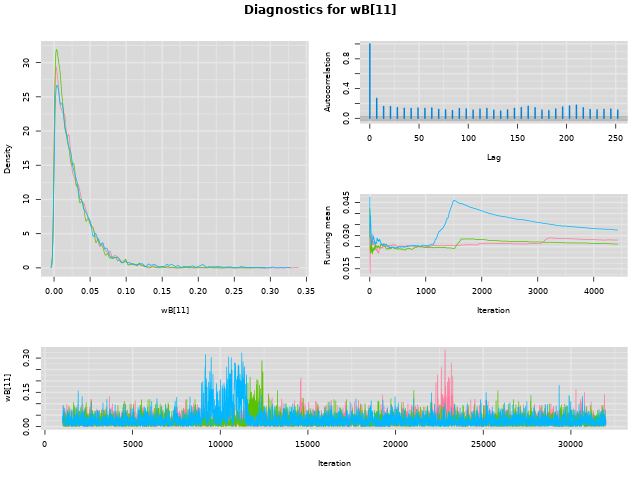 Diagnostics for wB[11]
Density
30
25
20
15
10
5
0
0.00 0.05 0.10 0.15 0.20 0.25 0.30 0.35
wB[11]
Autocorrelation
0.8
0.4
0.0
0 50 100 150 200 250
Lag
Running mean
0.045
0.030
0.015
0 1000 2000 3000 4000
Iteration
wB[11]
0.30
0.15
0.00
0 5000 10000 15000 20000 25000 30000
Iteration